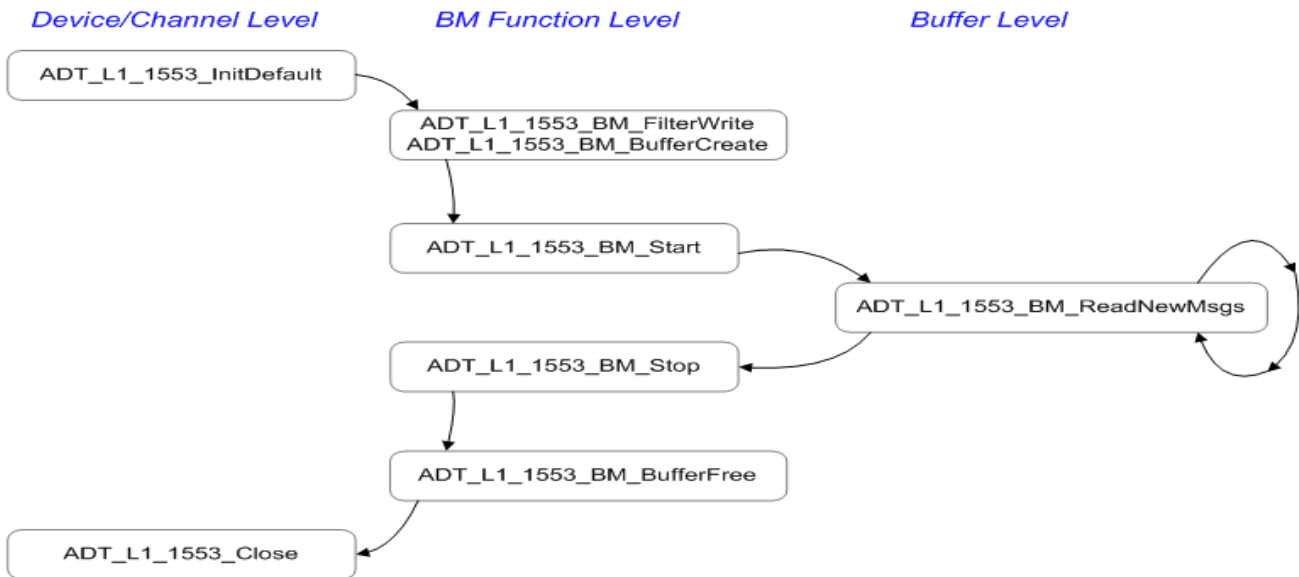 Device/Channel Level
BM Function Level
Buffer Level
ADT_L1_1553_InitDefault
ADT_L1_1553_BM_FilterWrite
ADT_L1_1553_BM_BufferCreate
ADT_L1_1553_BM_Start
ADT_L1_1553_BM_ReadNewMsgs
ADT_L1_1553_BM_Stop
ADT_L1_1553_BM_BufferFree
ADT_L1_1553_Close